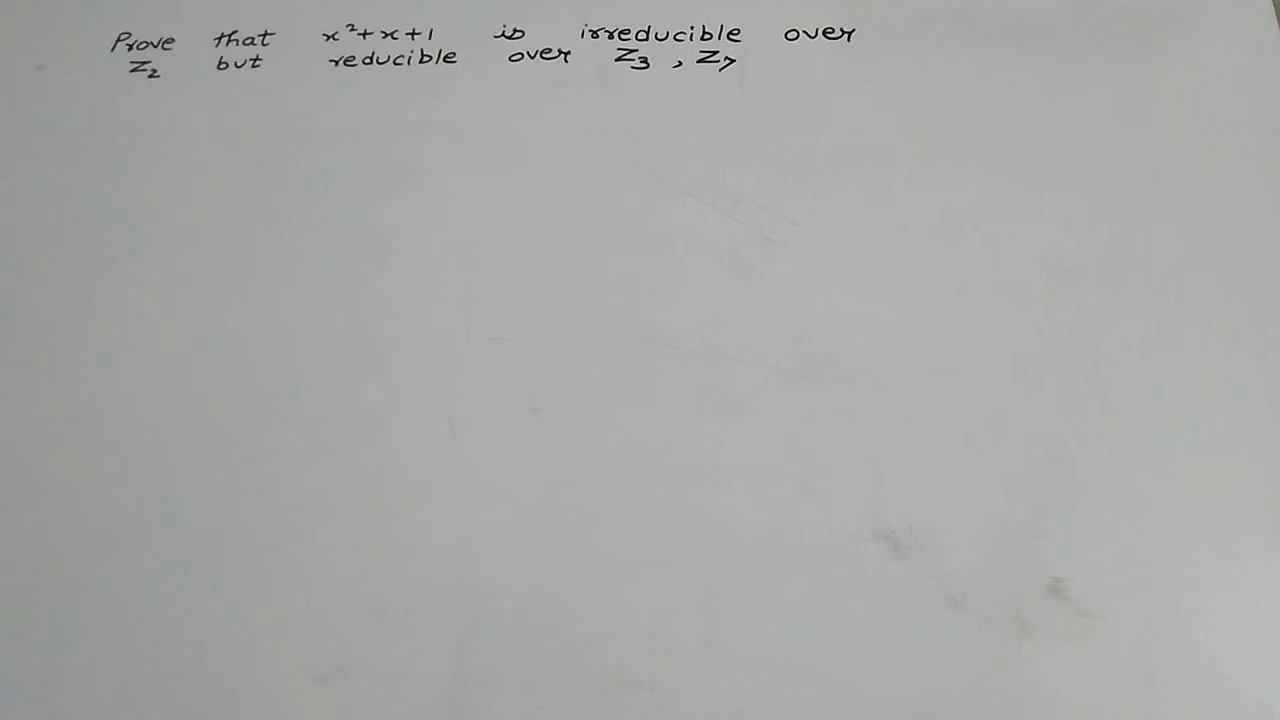 Prove that x²+x+1 is irreducible over
Z₂ but reducible over Z₃ , Z₇